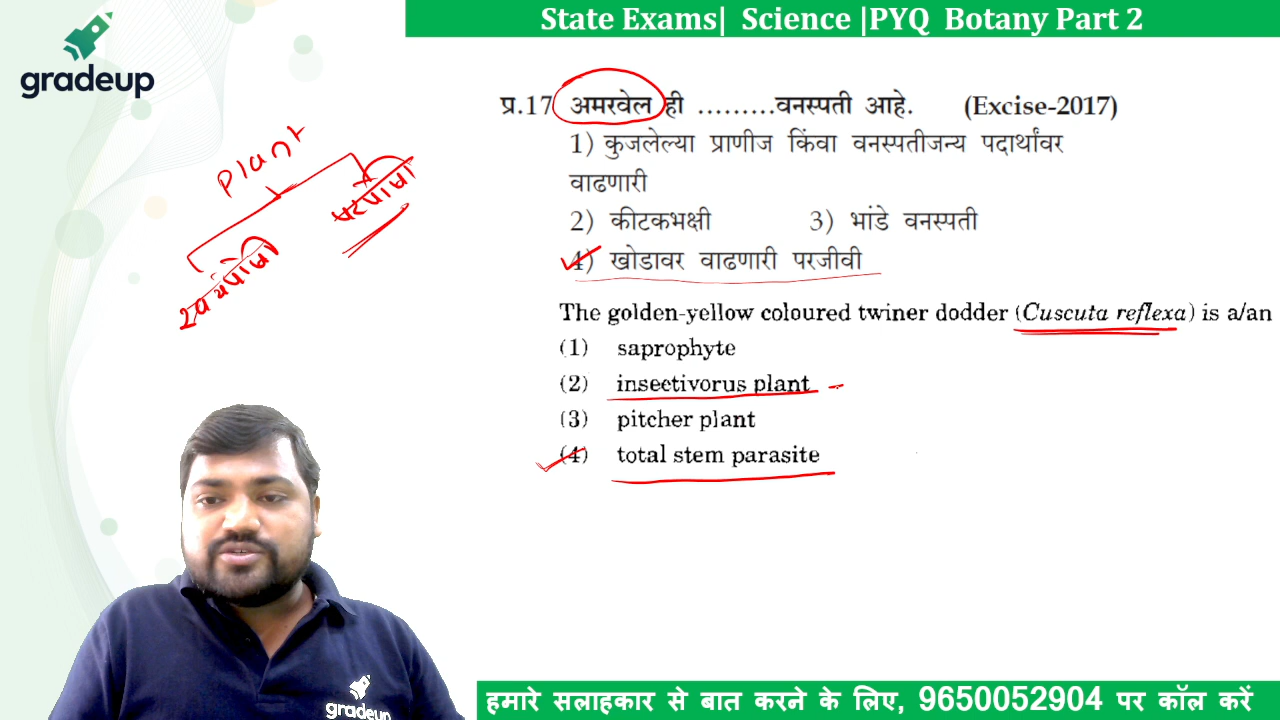 State Exams| Science |PYQ Botany Part 2
gradeup
प्र.17 अमरवेल ही .........वनस्पती आहे. (Excise-2017)
1) कुजलेल्या प्राणीज किंवा वनस्पतीजन्य पदार्थांवर
वाढणारी
2) कीटकभक्षी 3) भांडे वनस्पती
4) खोडावर वाढणारी परजीवी
The golden-yellow coloured twiner dodder (Cuscuta reflexa) is a/an
(1) saprophyte
(2) insectivorus plant
(3) pitcher plant
(4) total stem parasite
Plant
परपोषी
स्वयंपोषी
gradeup
हमारे सलाहकार से बात करने के लिए, 9650052904 पर कॉल करें